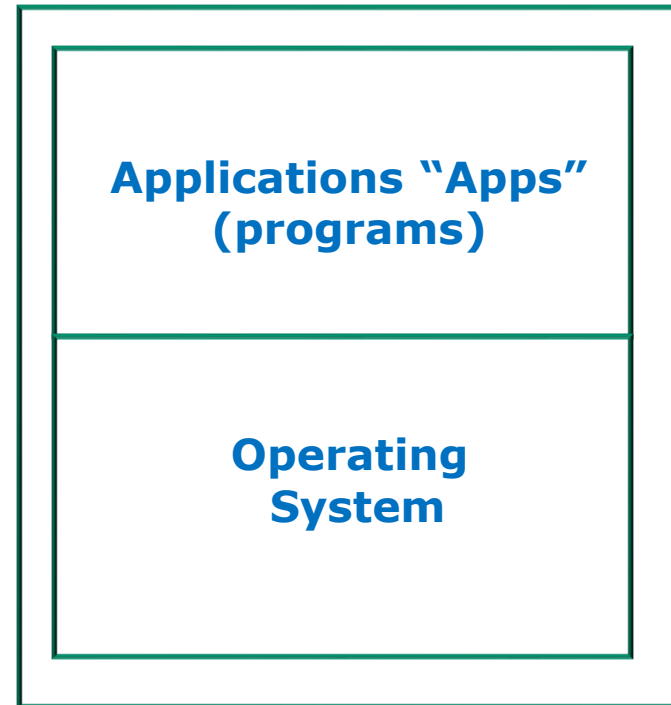 Applications “Apps”
(programs)
Operating
System